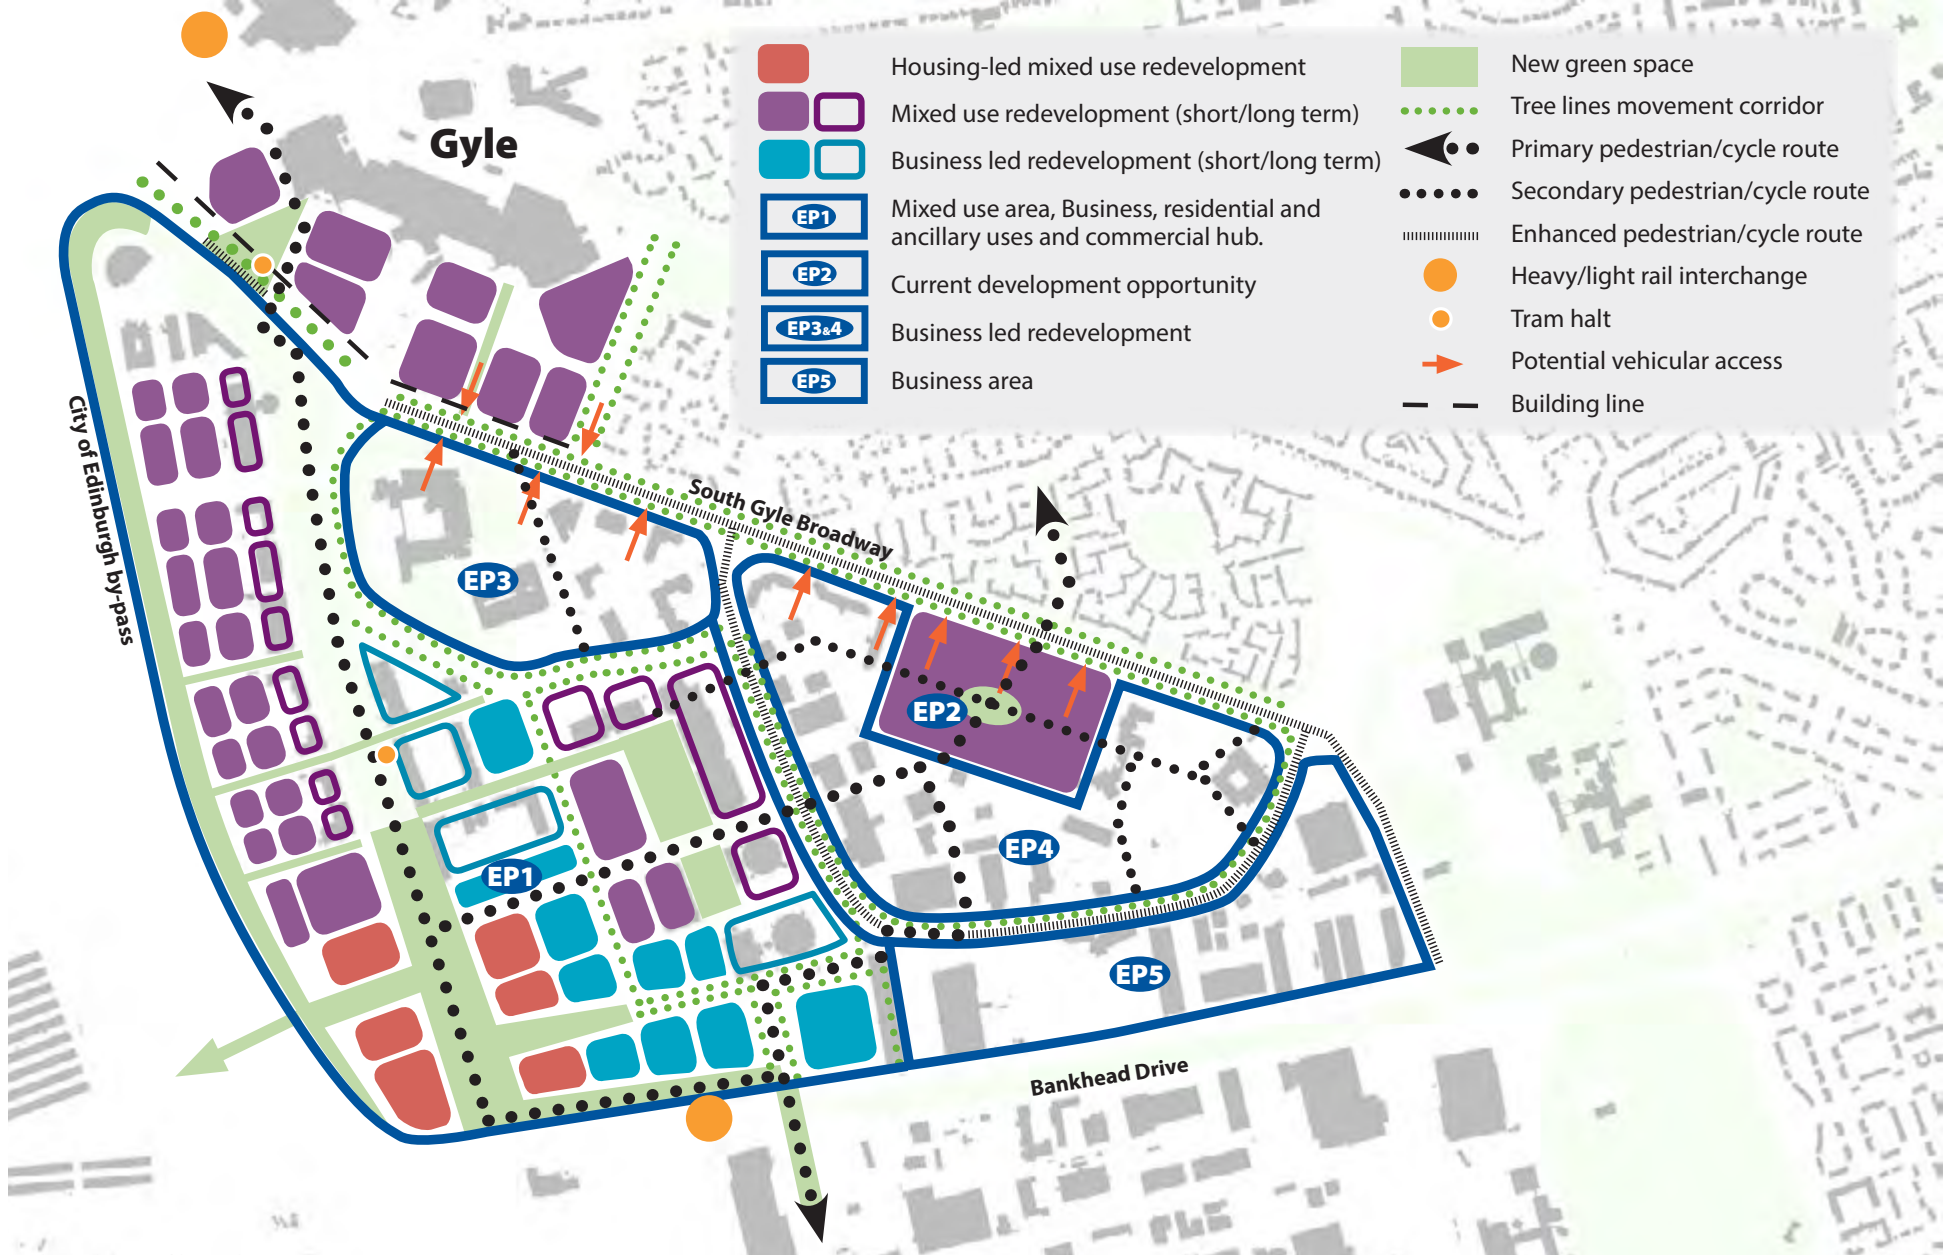 Gyle
Housing-led mixed use redevelopment
Mixed use redevelopment (short/long term)
Business led redevelopment (short/long term)
EP1
Mixed use area, Business, residential and
ancillary uses and commercial hub.
EP2
Current development opportunity
EP3&4
Business led redevelopment
EP5
Business area
New green space
Tree lines movement corridor
Primary pedestrian/cycle route
Secondary pedestrian/cycle route
Enhanced pedestrian/cycle route
Heavy/light rail interchange
Tram halt
Potential vehicular access
Building line
City of Edinburgh by-pass
South Gyle Broadway
EP3
EP2
EP4
EP1
EP5
Bankhead Drive